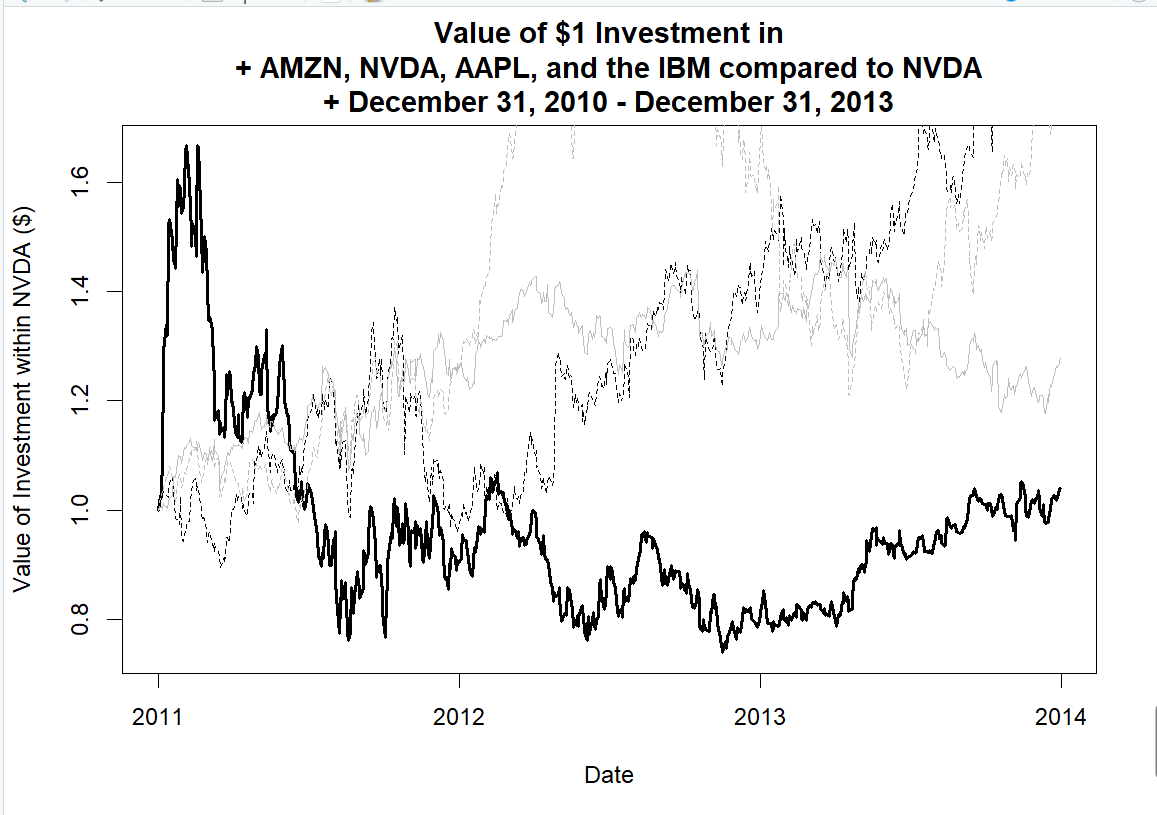 Value of $1 Investment in
+ AMZN, NVDA, AAPL, and the IBM compared to NVDA
+ December 31, 2010 - December 31, 2013
Value of Investment within NVDA ($)
1.6
1.4
1.2
1.0
0.8
2011 2012 2013 2014
Date